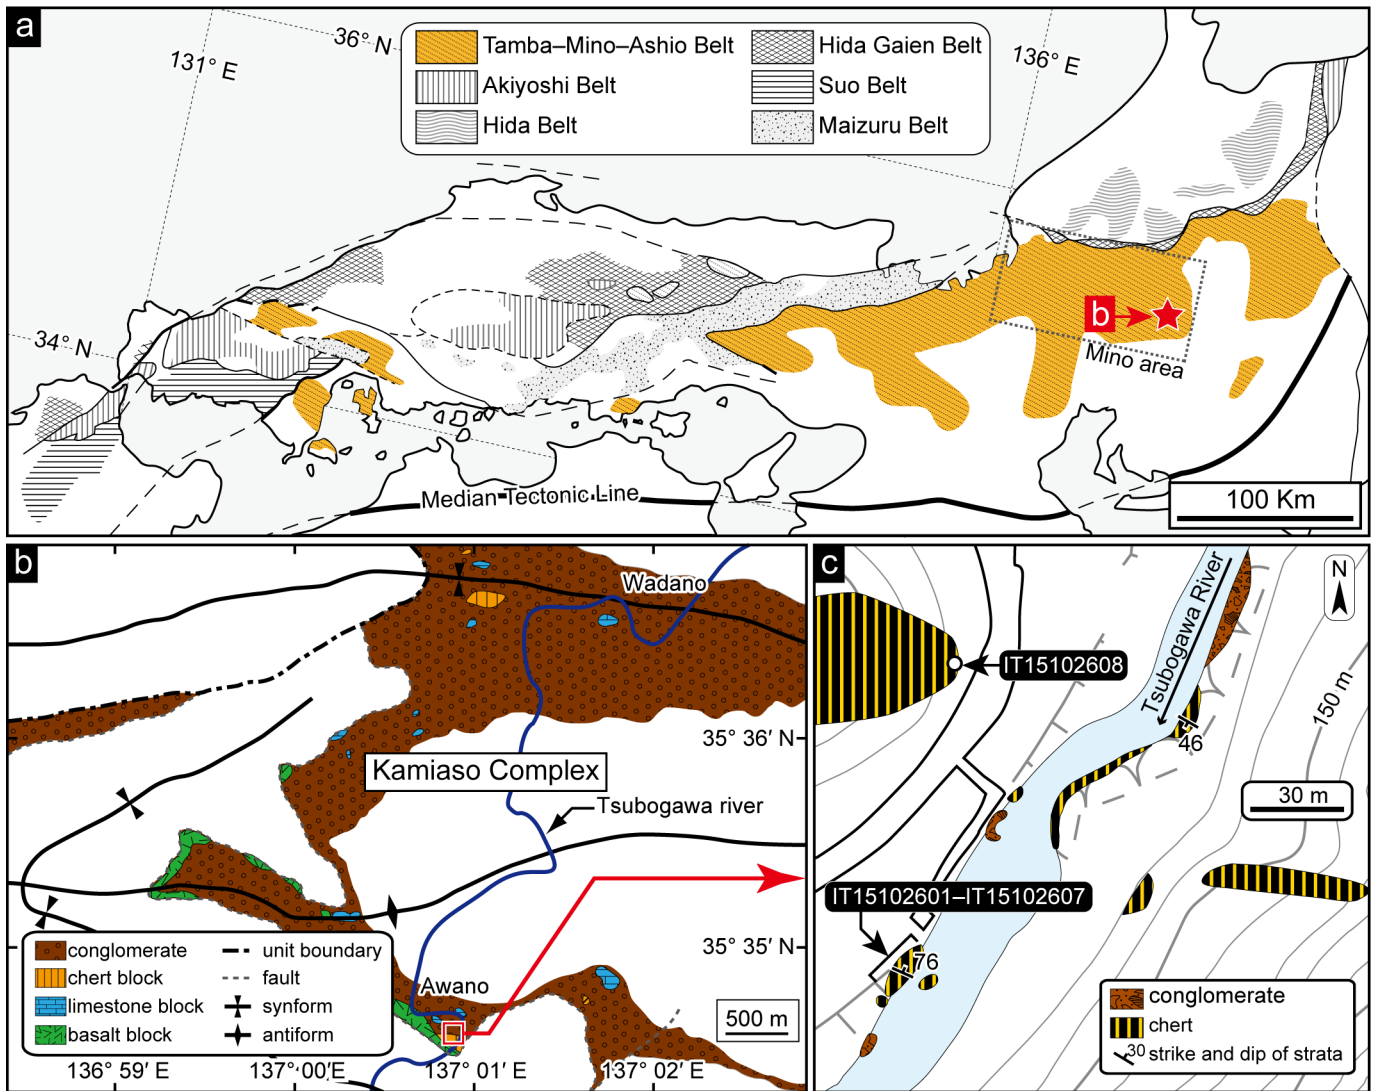 a
131° E
36° N
136° E
34° N
Tamba–Mino–Ashio Belt
Akiyoshi Belt
Hida Belt
Hida Gaien Belt
Suo Belt
Maizuru Belt
b
Mino area
Median Tectonic Line
100 Km
b
Wadano
35° 36′ N
Kamiaso Complex
Tsubogawa river
35° 35′ N
Awano
conglomerate
chert block
limestone block
basalt block
unit boundary
fault
synform
antiform
500 m
136° 59′ E
137° 00′ E
137° 01′ E
137° 02′ E
c
N
Tsubogawa River
IT15102608
150 m
46
30 m
IT15102601–IT15102607
76
conglomerate
chert
30 strike and dip of strata